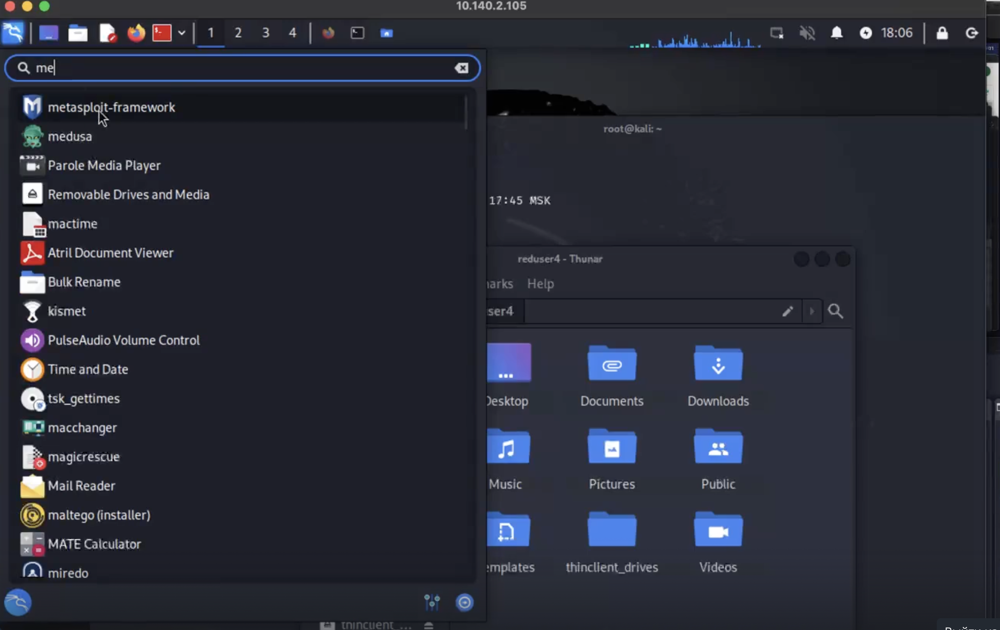 10.140.2.105
1 2 3 4 18:06
me
metasploit-framework
medusa
Parole Media Player
Removable Drives and Media
mactime
Atril Document Viewer
Bulk Rename
kismet
PulseAudio Volume Control
Time and Date
tsk_gettimes
macchanger
magicrescue
Mail Reader
maltego (installer)
MATE Calculator
miredo
root@kali: ~
17:45 MSK
reduser4 - Thunar
arks Help
ser4
Desktop Documents Downloads
Music Pictures Public
emplates thinclient_drives Videos
thinclient_...